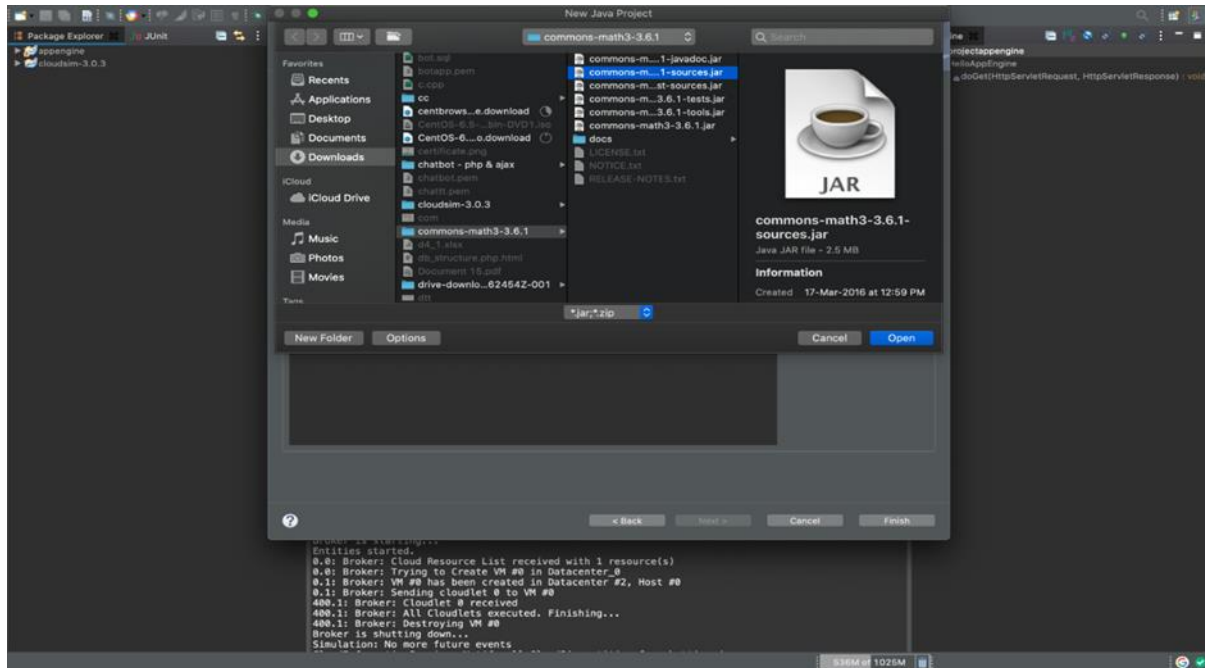 New Java Project
Package Explorer
JUnit
appengine
cloudsim-3.0.3
commons-math3-3.6.1
Search
Favorites
Recents
Applications
Desktop
Documents
Downloads
iCloud
iCloud Drive
Media
Music
Photos
Movies
Tags
bot.sql
botapp.pem
c.cpp
cc
centbrows...e.download
CentOS-6.5-...bin-DVD1.iso
CentOS-6....o.download
certificate.png
chatbot - php & ajax
chatbot.pem
chattt.pem
cloudsim-3.0.3
com
commons-math3-3.6.1
d4_1.xlsx
db_structure.php.html
Document 15.pdf
drive-downlo...62454Z-001
dtt
commons-m....1-javadoc.jar
commons-m....1-sources.jar
commons-m...st-sources.jar
commons-m...3.6.1-tests.jar
commons-m...3.6.1-tools.jar
commons-math3-3.6.1.jar
docs
LICENSE.txt
NOTICE.txt
RELEASE-NOTES.txt
JAR
commons-math3-3.6.1-
sources.jar
Java JAR file - 2.5 MB
Information
Created 17-Mar-2016 at 12:59 PM
*.jar;*.zip
New Folder
Options
Cancel
Open
ine
rojectappengine
HelloAppEngine
doGet(HttpServletRequest, HttpServletResponse) : void
?
< Back
Next >
Cancel
Finish
Broker is starting...
Entities started.
0.0: Broker: Cloud Resource List received with 1 resource(s)
0.0: Broker: Trying to Create VM #0 in Datacenter_0
0.1: Broker: VM #0 has been created in Datacenter #2, Host #0
0.1: Broker: Sending cloudlet 0 to VM #0
400.1: Broker: Cloudlet 0 received
400.1: Broker: All Cloudlets executed. Finishing...
400.1: Broker: Destroying VM #0
Broker is shutting down...
Simulation: No more future events
536M of 1025M